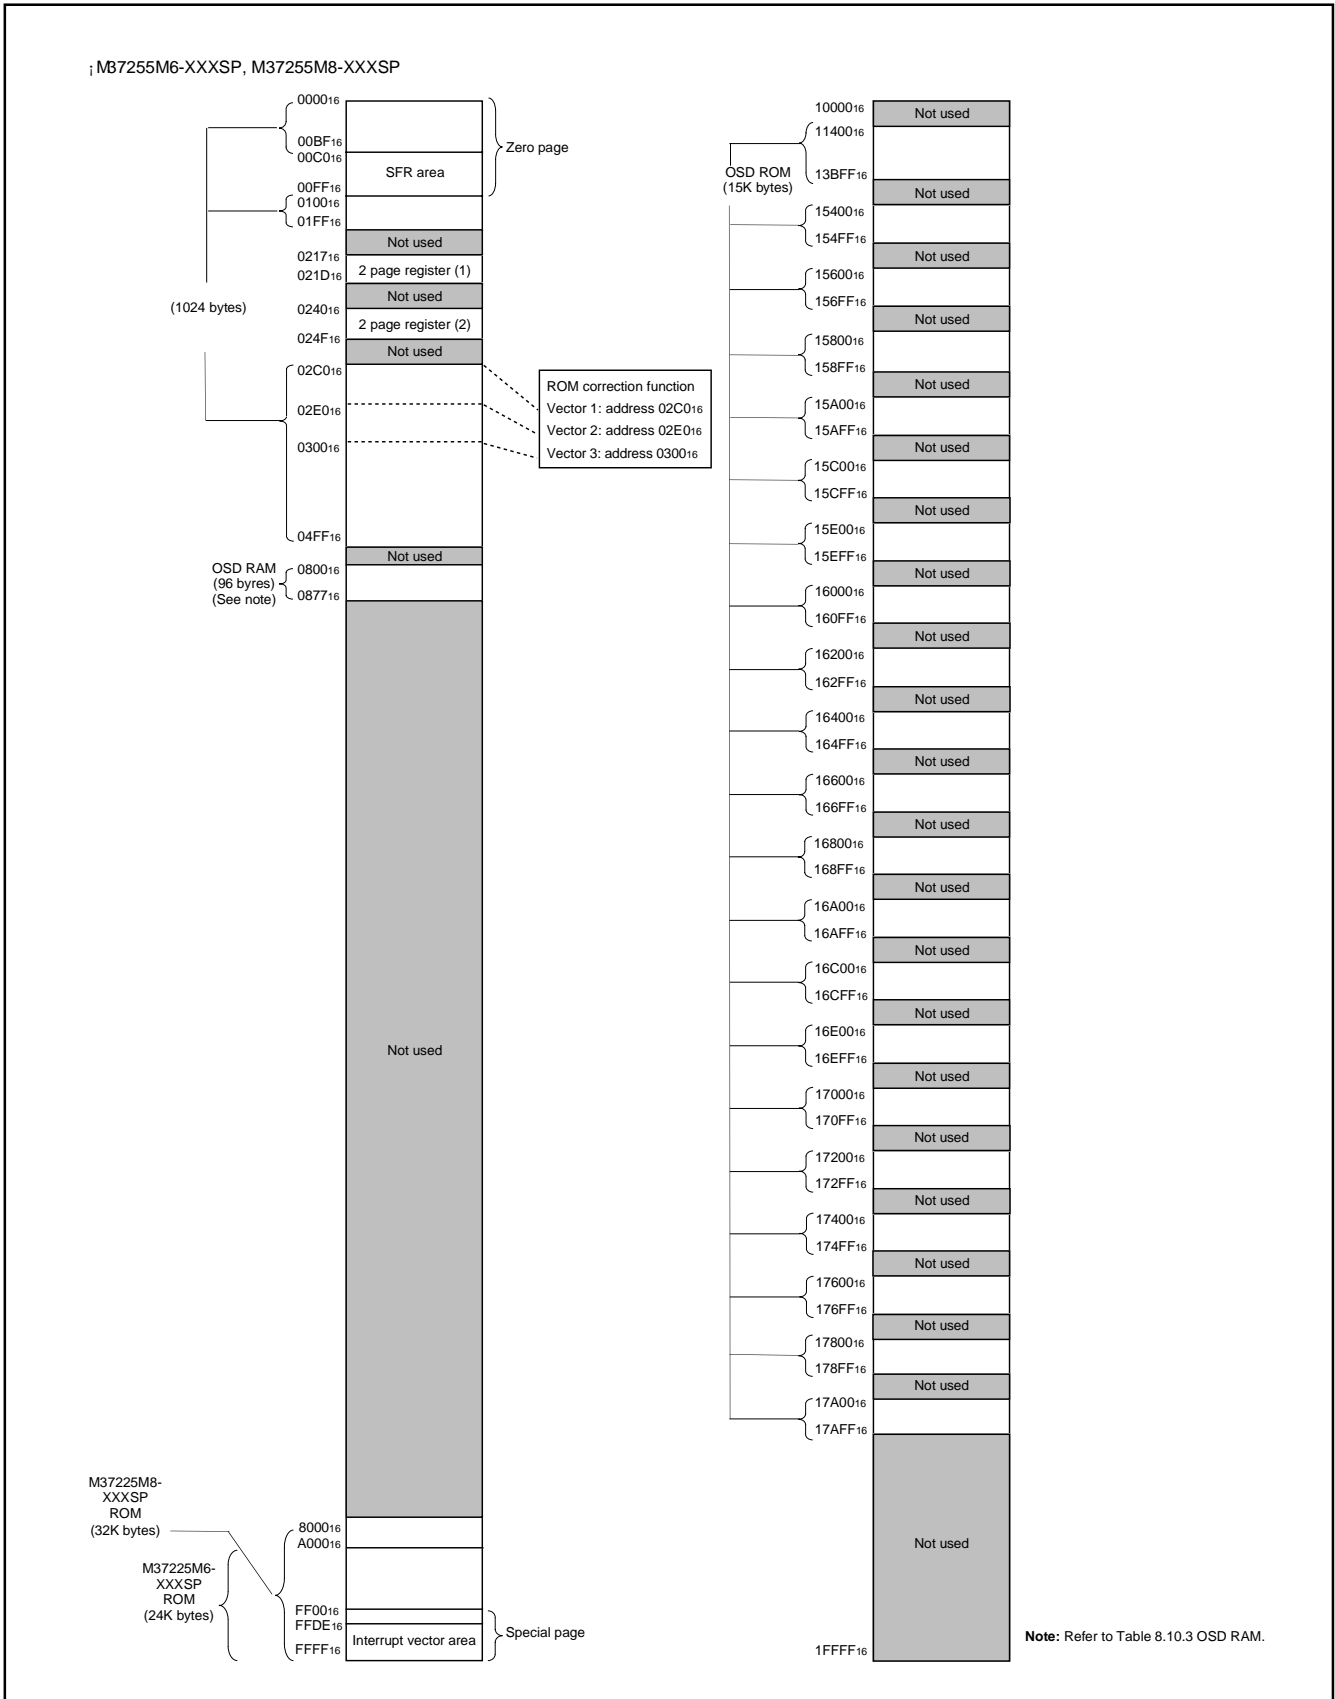 ¡M37255M6-XXXSP, M37255M8-XXXSP
000016
00BF16
00C016
00FF16
010016
01FF16
021716
021D16
024016
024F16
02C016
02E016
030016
04FF16
080016
087716
800016
A00016
FF0016
FFDE16
FFFF16
(1024 bytes)
OSD RAM
(96 byres)
(See note)
M37225M8-
XXXSP
ROM
(32K bytes)
M37225M6-
XXXSP
ROM
(24K bytes)
SFR area
Not used
2 page register (1)
Not used
2 page register (2)
Not used
Not used
Not used
Interrupt vector area
Zero page
Special page
ROM correction function
Vector 1: address 02C016
Vector 2: address 02E016
Vector 3: address 030016
OSD ROM
(15K bytes)
1000016
Not used
1140016
13BFF16
Not used
1540016
154FF16
Not used
1560016
156FF16
Not used
1580016
158FF16
Not used
15A0016
15AFF16
Not used
15C0016
15CFF16
Not used
15E0016
15EFF16
Not used
1600016
160FF16
Not used
1620016
162FF16
Not used
1640016
164FF16
Not used
1660016
166FF16
Not used
1680016
168FF16
Not used
16A0016
16AFF16
Not used
16C0016
16CFF16
Not used
16E0016
16EFF16
Not used
1700016
170FF16
Not used
1720016
172FF16
Not used
1740016
174FF16
Not used
1760016
176FF16
Not used
1780016
178FF16
Not used
17A0016
17AFF16
Not used
1FFFF16
Note: Refer to Table 8.10.3 OSD RAM.